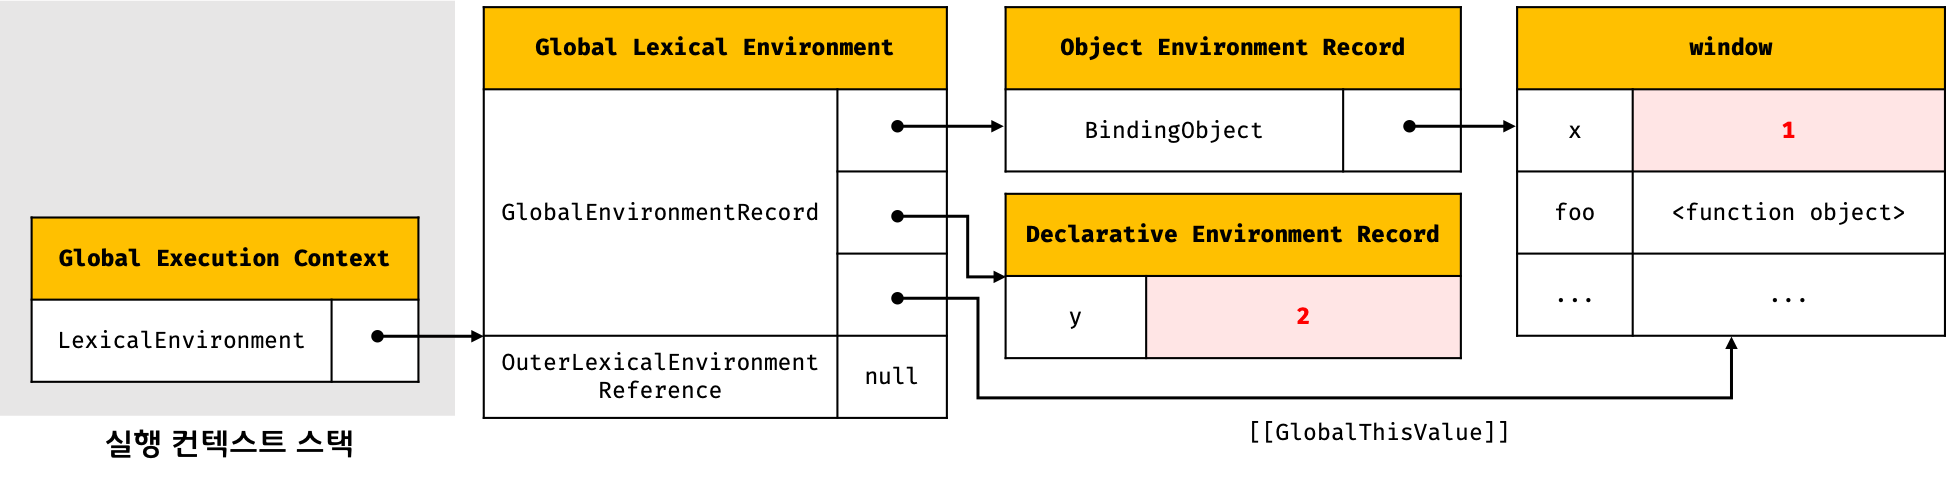 Global Execution Context
LexicalEnvironment
실행 컨텍스트 스택
Global Lexical Environment
GlobalEnvironmentRecord
OuterLexicalEnvironment
Reference
null
Object Environment Record
BindingObject
Declarative Environment Record
y 2
window
x 1
foo <function object>
... ...
[[GlobalThisValue]]